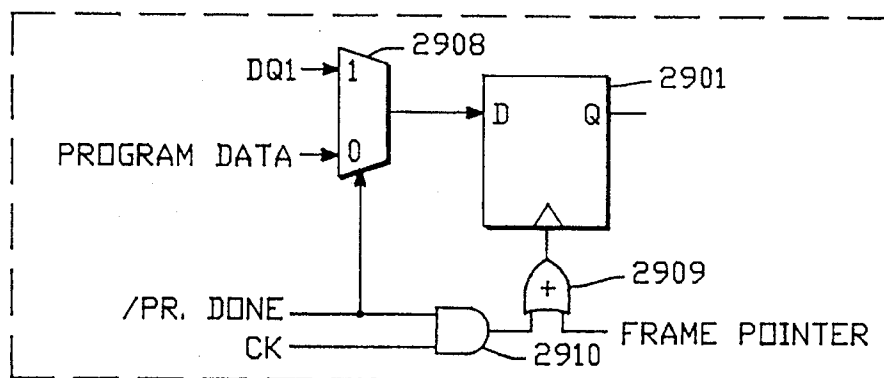 2908
DQ1
1
2901
D
Q
PROGRAM DATA
0
2909
+
/PR. DONE
FRAME POINTER
CK
2910